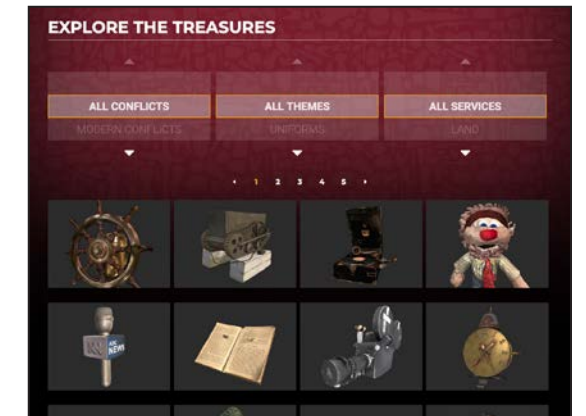 EXPLORE THE TREASURES
ALL CONFLICTS
ALL THEMES
ALL SERVICES
MODERN CONFLICTS
UNIFORMS
LAND
1 2 3 4 5
NEWS